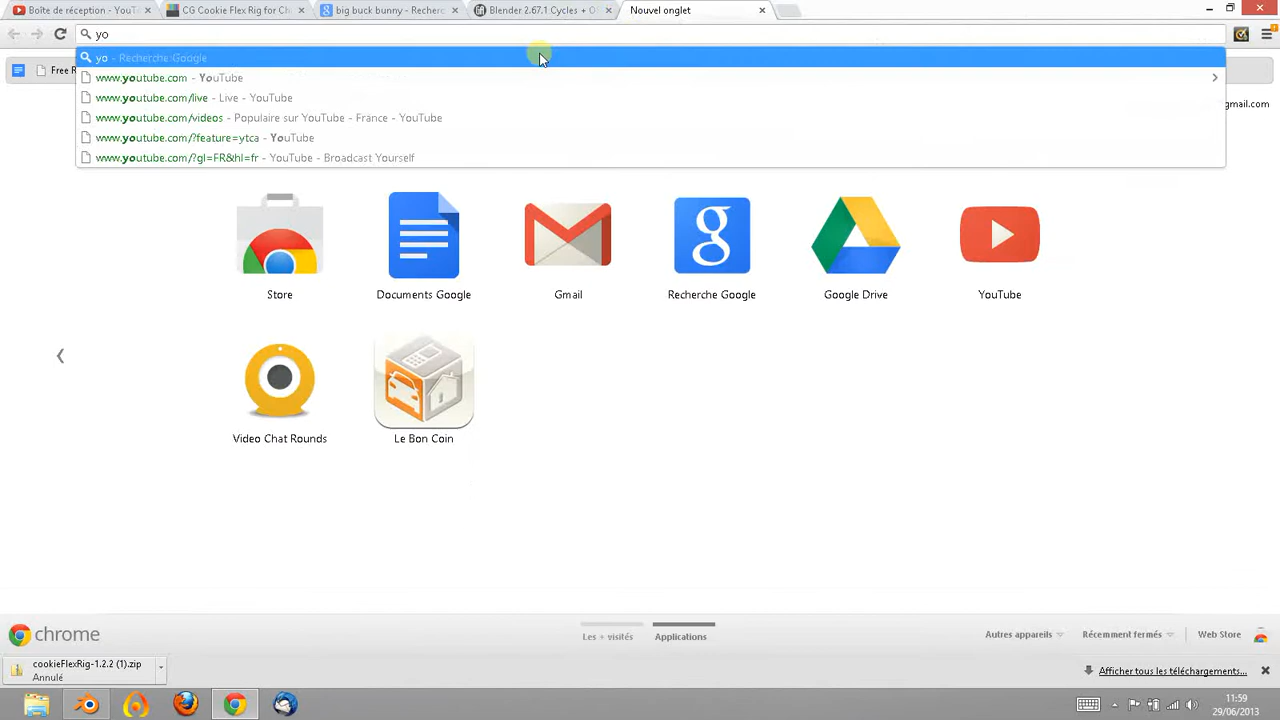 Boîte de réception - YouTu
CG Cookie Flex Rig for Ch
big buck bunny - Recherc
Blender 2.67.1 Cycles + O
Nouvel onglet
yo
yo - Recherche Google
Free R
www.youtube.com - YouTube
www.youtube.com/live - Live - YouTube
gmail.com
www.youtube.com/videos - Populaire sur YouTube - France - YouTube
www.youtube.com/?feature=ytca - YouTube
www.youtube.com/?gl=FR&hl=fr - YouTube - Broadcast Yourself
Store
Documents Google
Gmail
Recherche Google
Google Drive
YouTube
Video Chat Rounds
Le Bon Coin
chrome
Les + visités
Applications
Autres appareils
Récemment fermés
Web Store
cookieFlexRig-1.2.2 (1).zip
Annulé
Afficher tous les téléchargements...
11:59
29/06/2013